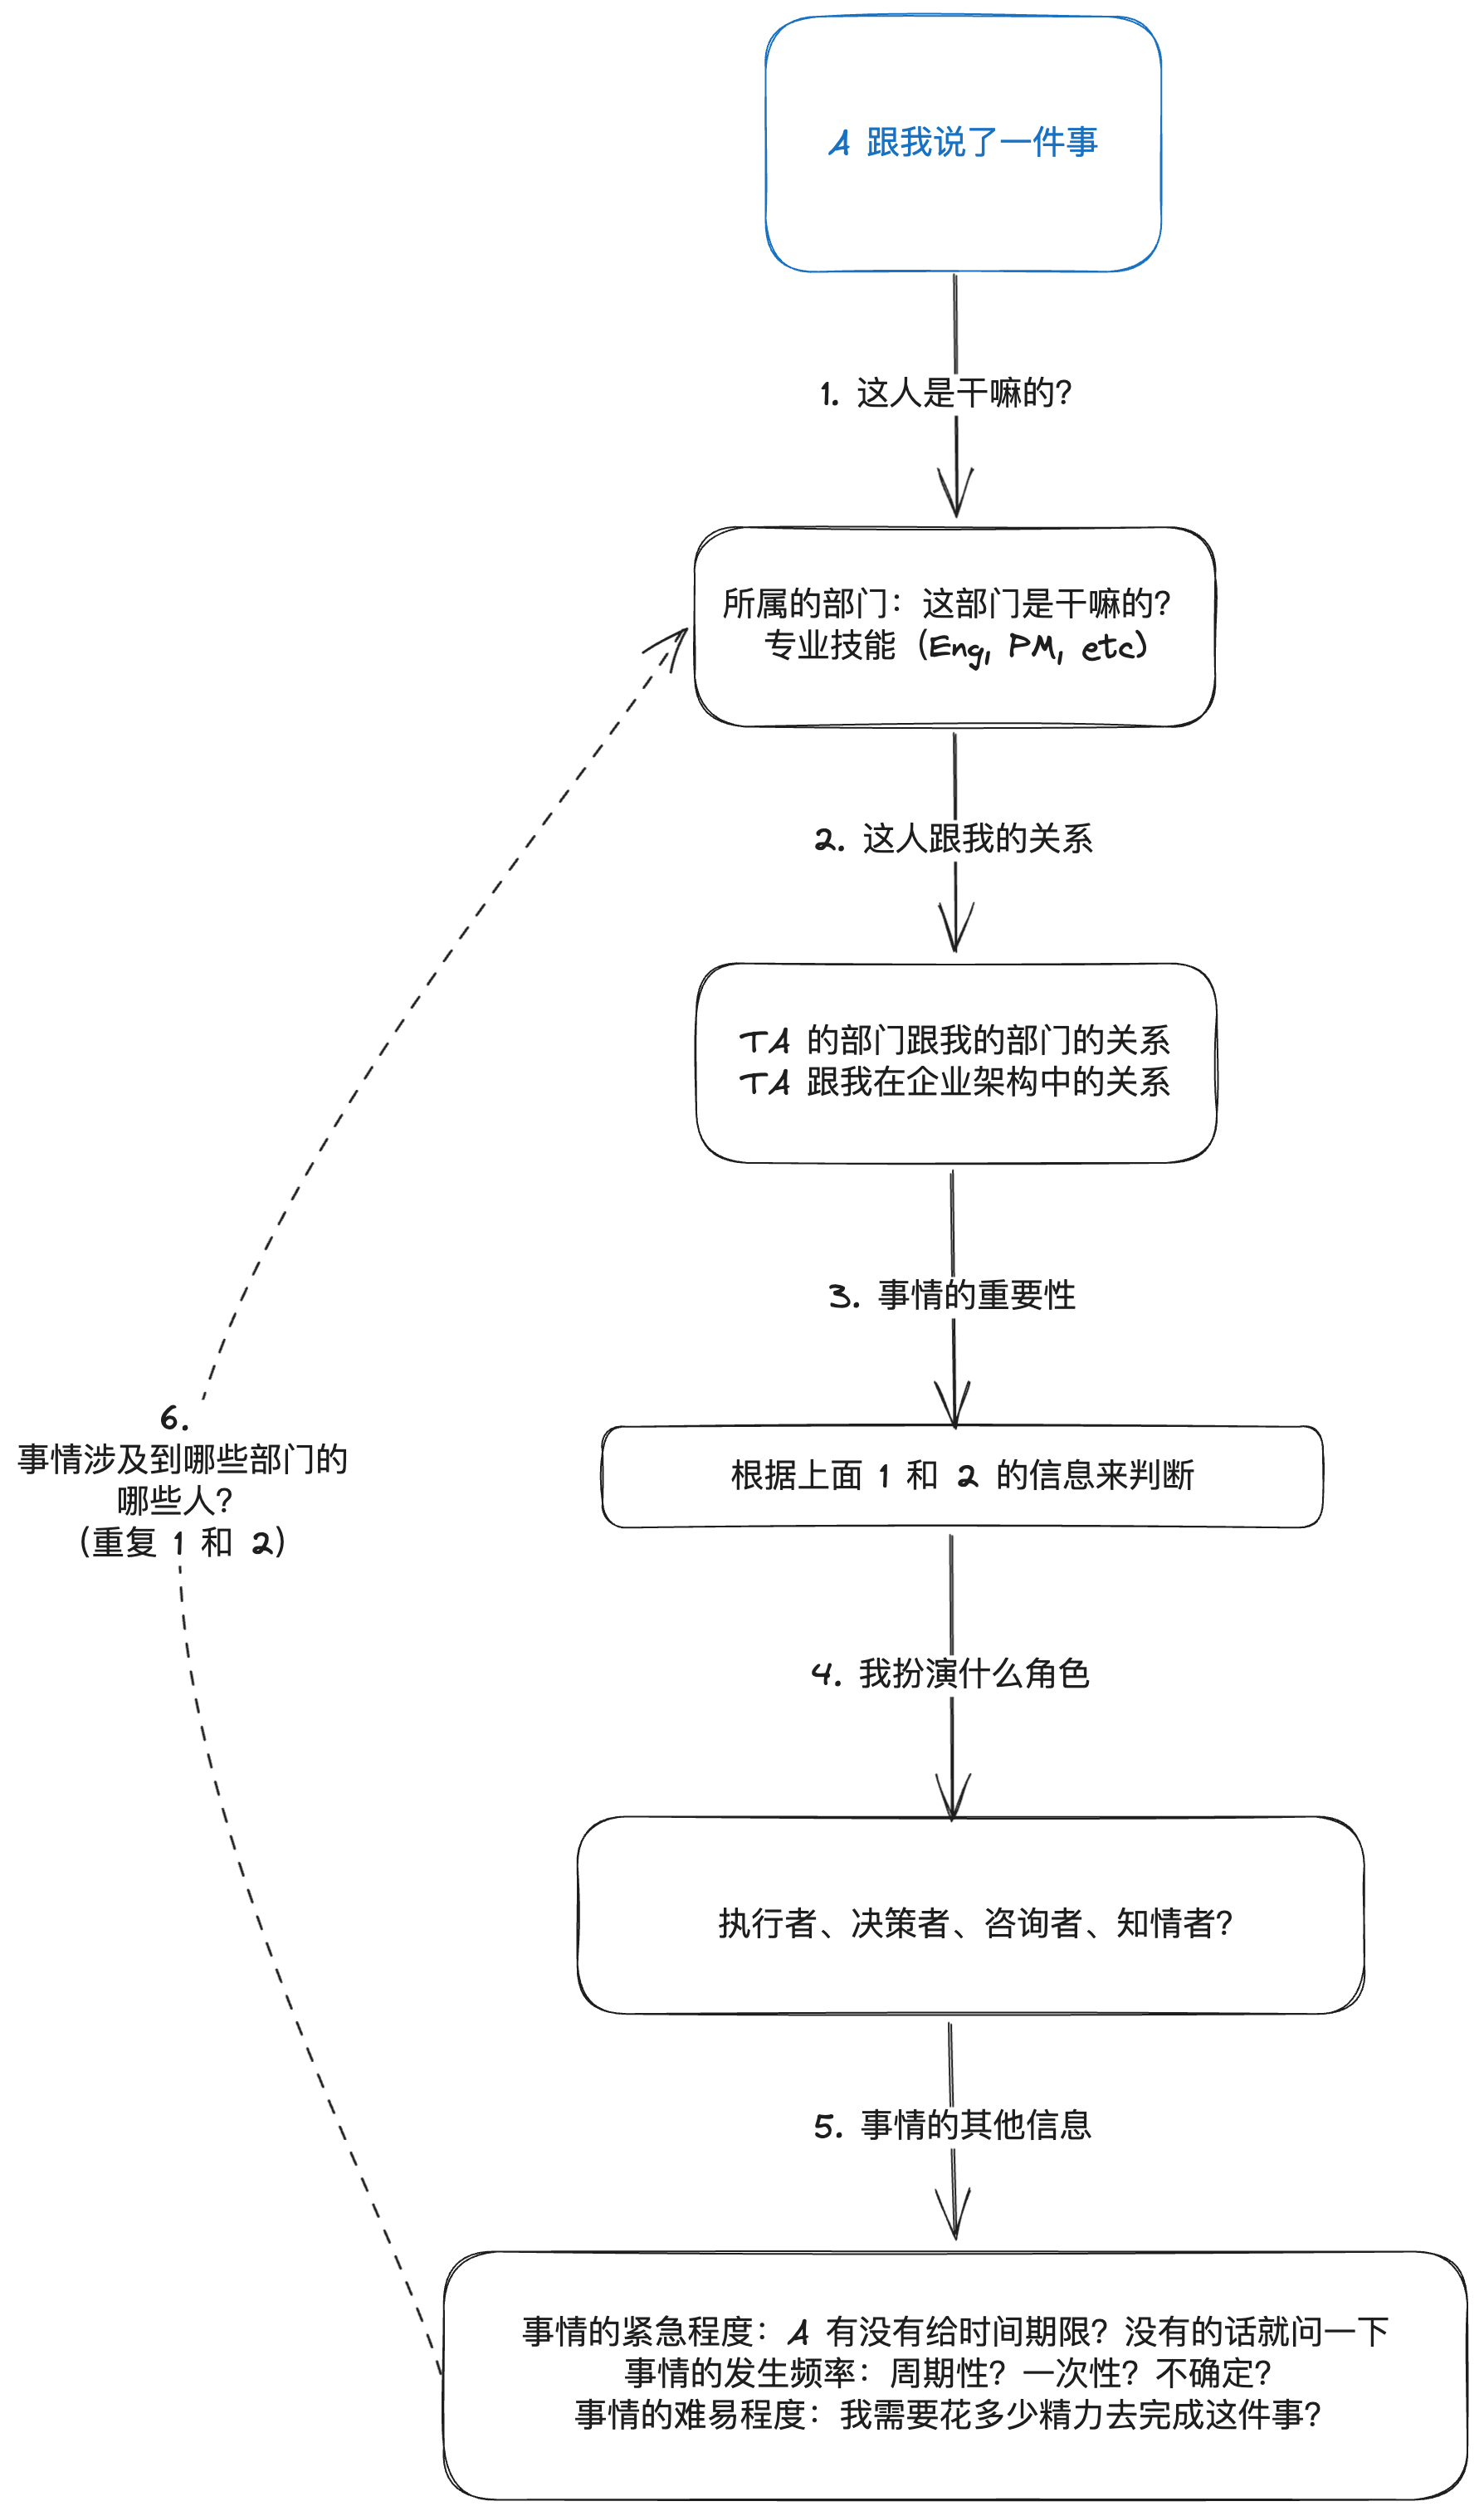 A 跟我说了一件事
1. 这人是干嘛的?
所属的部门：这部门是干嘛的?
专业技能（Eng, PM, etc）
2. 这人跟我的关系
TA 的部门跟我的部门的关系
TA 跟我在企业架构中的关系
3. 事情的重要性
根据上面 1 和 2 的信息来判断
4. 我扮演什么角色
执行者、决策者、咨询者、知情者?
5. 事情的其他信息
事情的紧急程度：A 有没有给时间期限? 没有的话就问一下
事情的发生频率：周期性? 一次性? 不确定?
事情的难易程度：我需要花多少精力去完成这件事?
6.
事情涉及到哪些部门的
哪些人?
（重复 1 和 2）